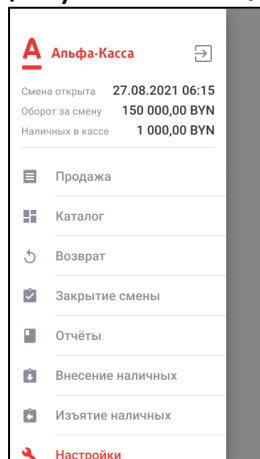 Альфа·Касса
Смена открыта 27.08.2021 06:15
Оборот за смену 150 000,00 BYN
Наличных в кассе 1 000,00 BYN
Продажа
Каталог
Возврат
Закрытие смены
Отчёты
Внесение наличных
Изъятие наличных
Настройки